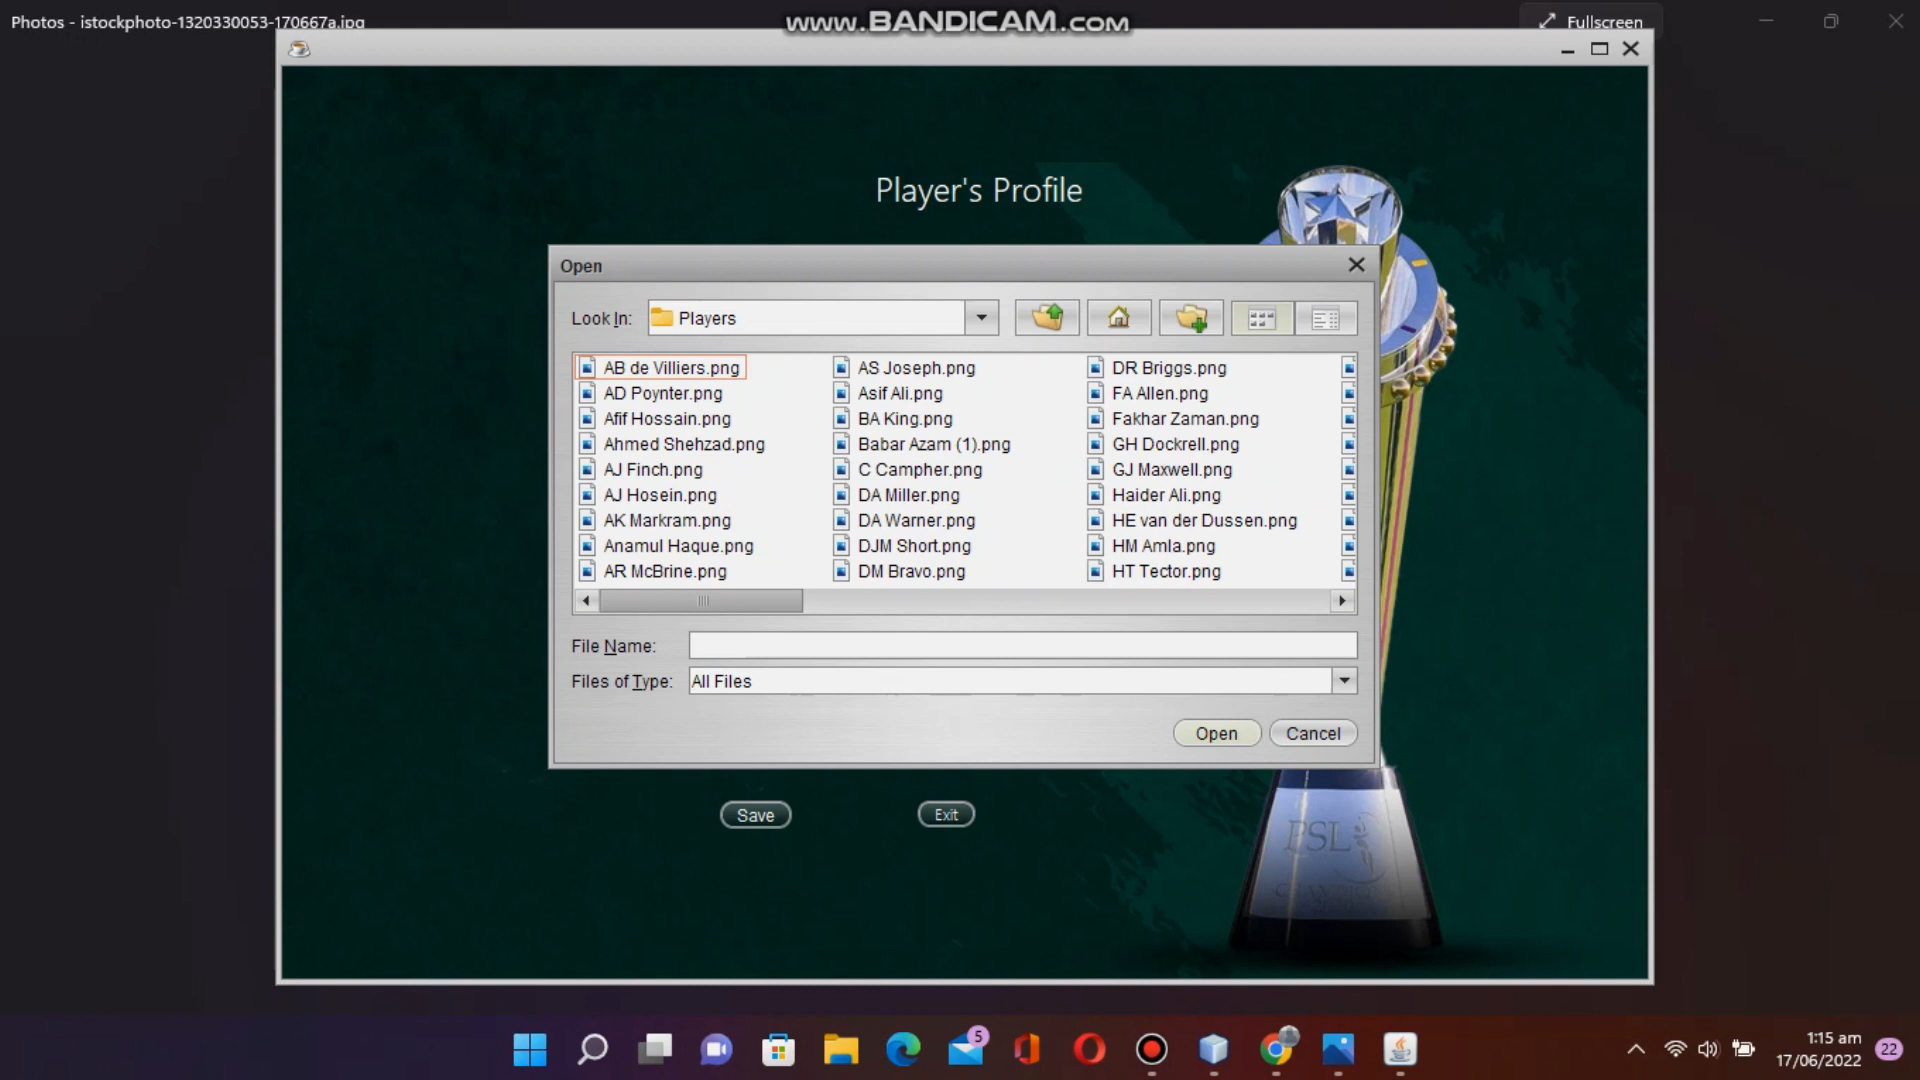 Photos - istockphoto-1320330053-170667a.jpg
www.BANDICAM.com
Fullscreen
Player's Profile
Open
Look In: Players
AB de Villiers.png
AD Poynter.png
Afif Hossain.png
Ahmed Shehzad.png
AJ Finch.png
AJ Hosein.png
AK Markram.png
Anamul Haque.png
AR McBrine.png
AS Joseph.png
Asif Ali.png
BA King.png
Babar Azam (1).png
C Campher.png
DA Miller.png
DA Warner.png
DJM Short.png
DM Bravo.png
DR Briggs.png
FA Allen.png
Fakhar Zaman.png
GH Dockrell.png
GJ Maxwell.png
Haider Ali.png
HE van der Dussen.png
HM Amla.png
HT Tector.png
File Name:
Files of Type: All Files
Open Cancel
Save Exit
PSL
5
1:15 am
17/06/2022
22